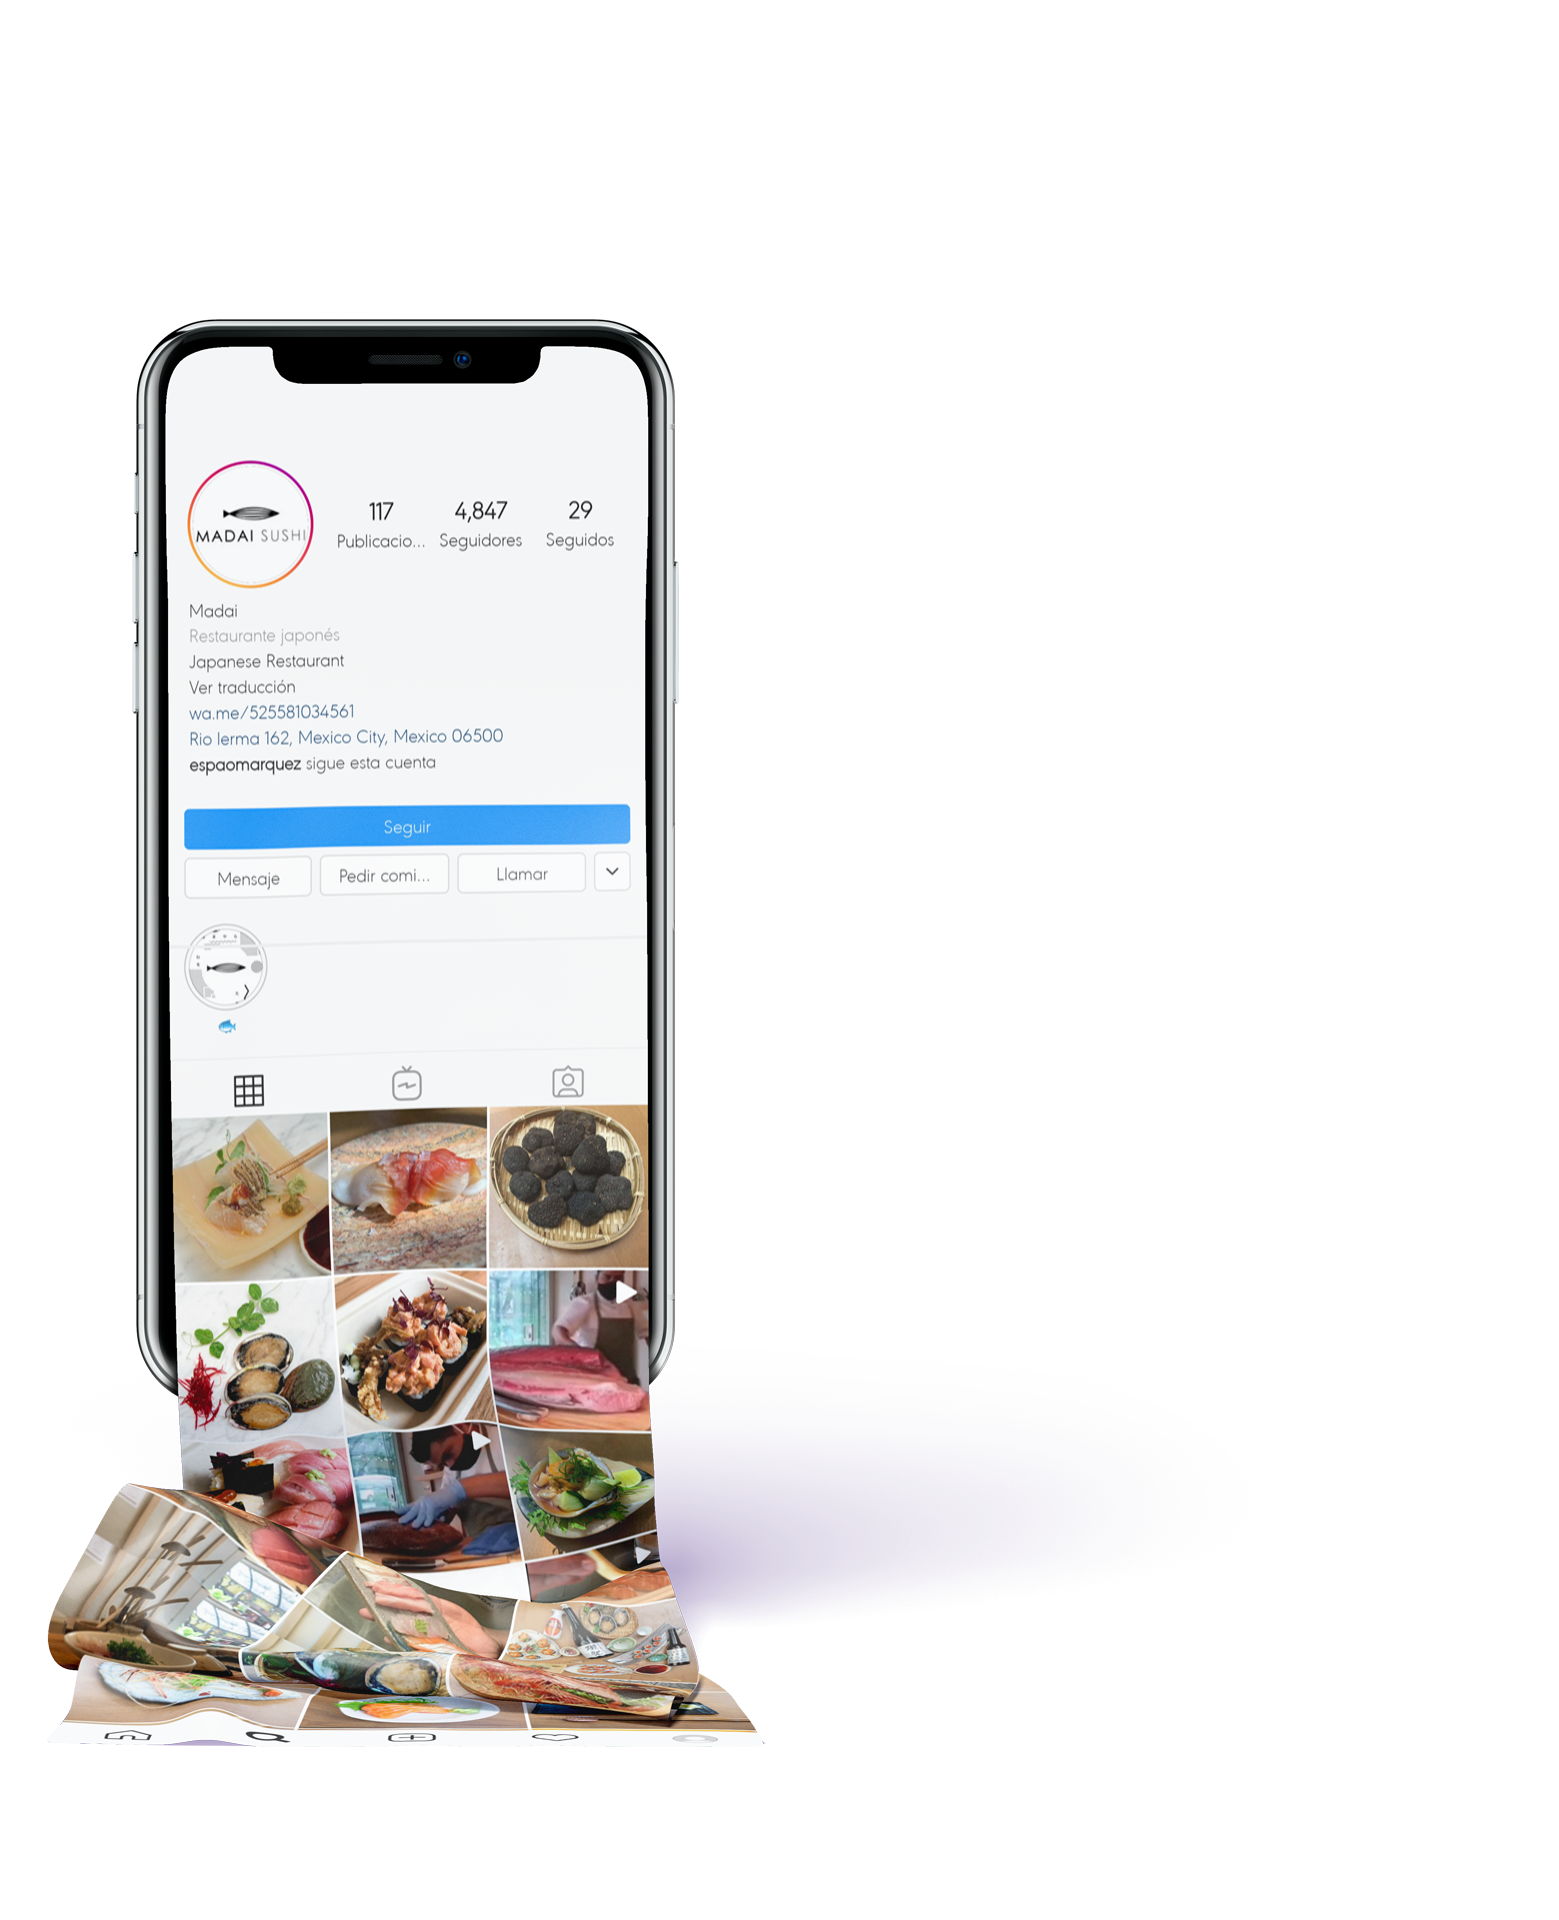 MADAI SUSHI
117 4,847 29
Publicacio... Seguidores Seguidos
Madai
Restaurante japonés
Japanese Restaurant
Ver traducción
wa.me/525581034561
Rio lerma 162, Mexico City, Mexico 06500
espaomarquez sigue esta cuenta
Seguir
Mensaje Pedir comi... Llamar